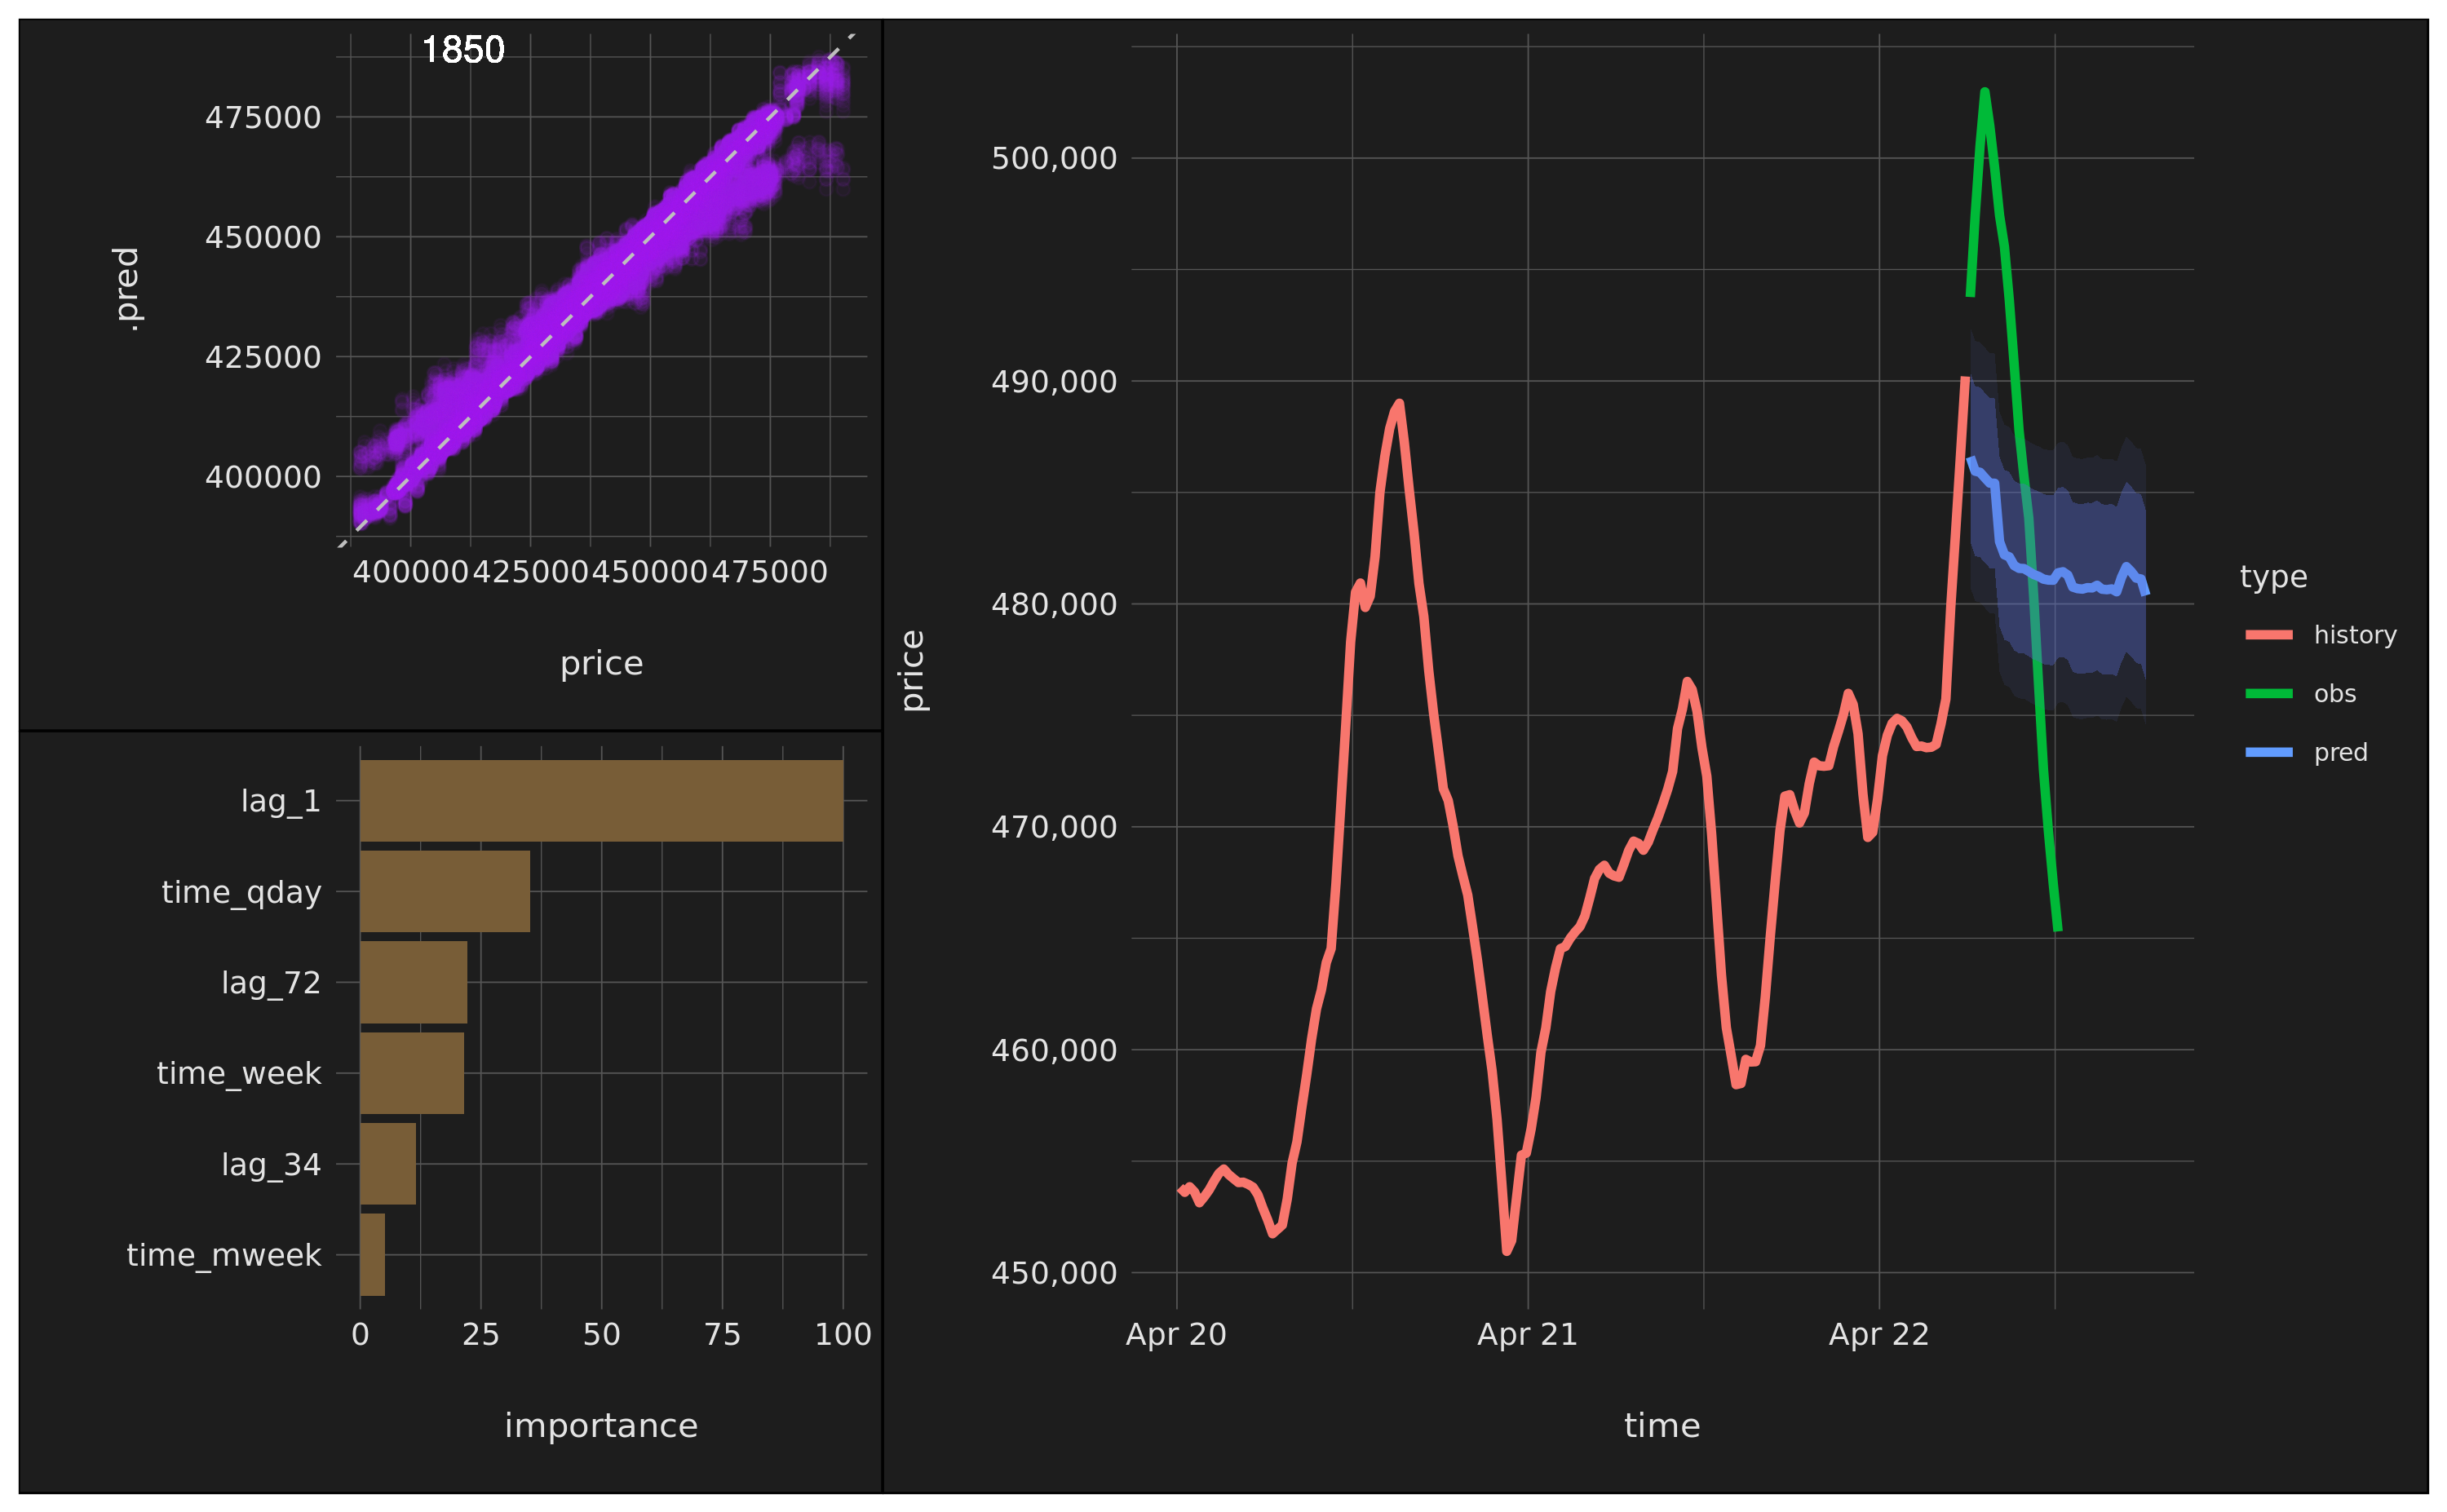 1850
475000
450000
425000
400000
.pred
400000 425000 450000 475000
price
lag_1
time_qday
lag_72
time_week
lag_34
time_mweek
0 25 50 75 100
importance
500,000
490,000
480,000
470,000
460,000
450,000
price
Apr 20 Apr 21 Apr 22
time
type
history
obs
pred